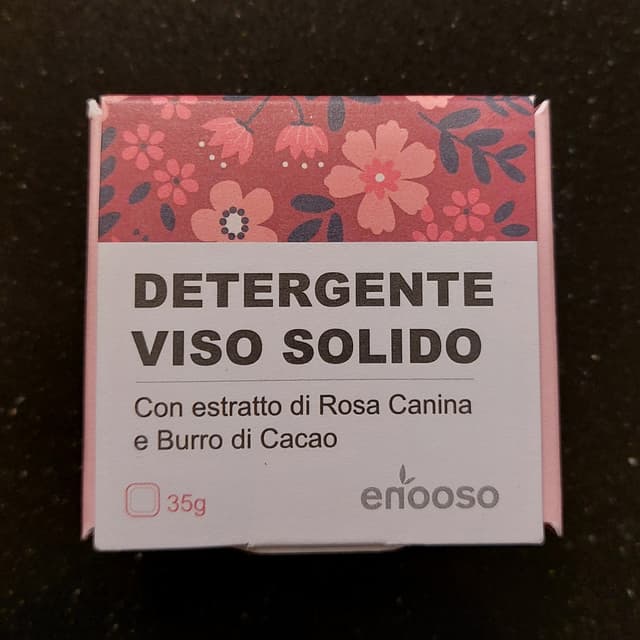 DETERGENTE
VISO SOLIDO
Con estratto di Rosa Canina
e Burro di Cacao
35g
enooso